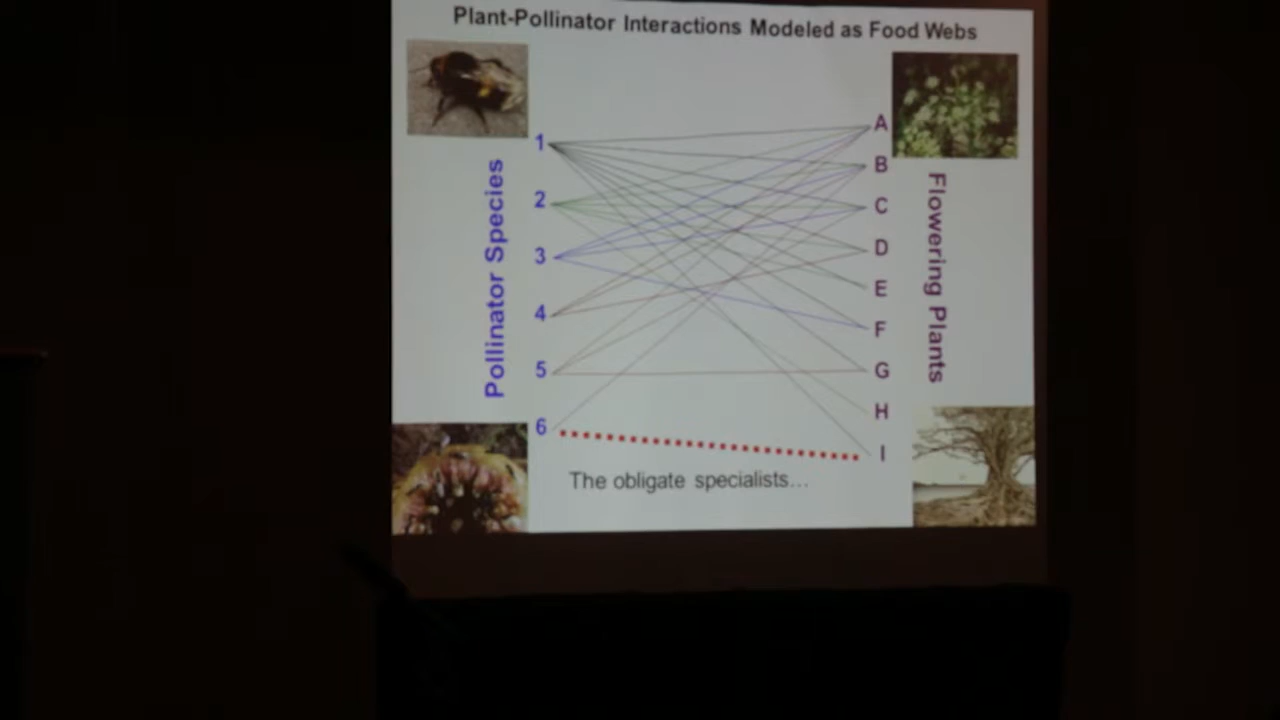 Plant-Pollinator Interactions Modeled as Food Webs
Pollinator Species
1
2
3
4
5
6
A
B
C
D
E
F
G
H
I
Flowering Plants
The obligate specialists...